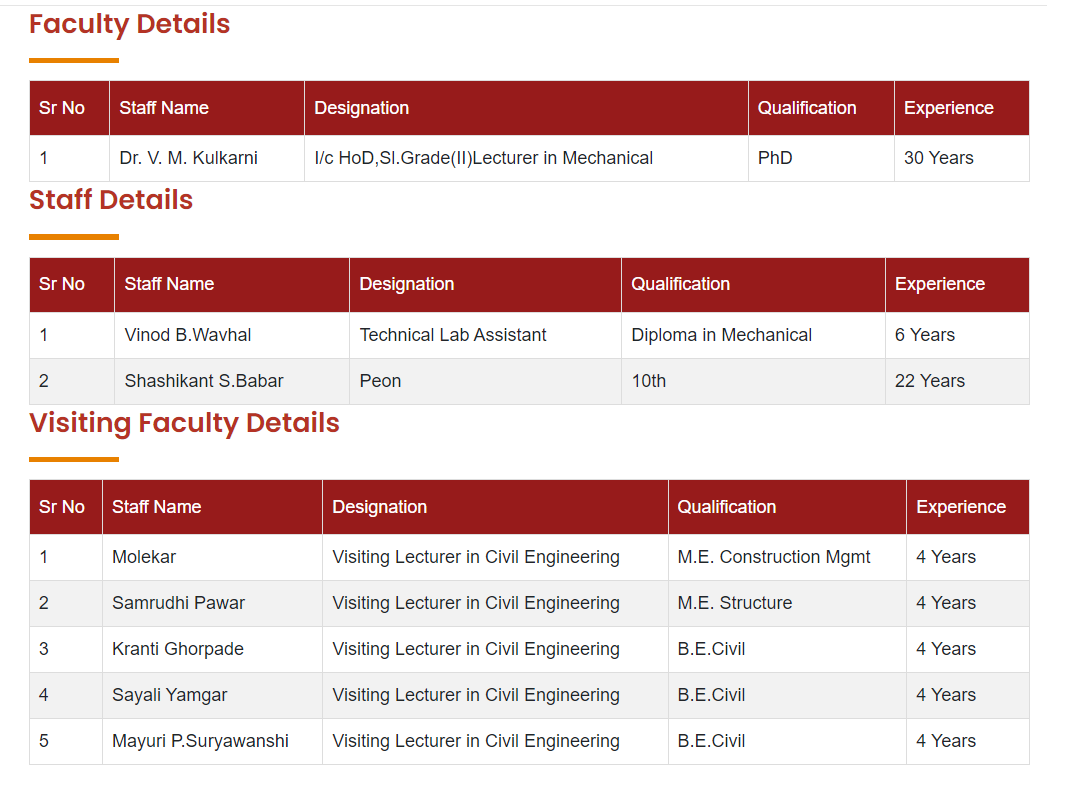 Faculty Details
Sr No Staff Name Designation Qualification Experience
1 Dr. V. M. Kulkarni I/c HoD,Sl.Grade(II)Lecturer in Mechanical PhD 30 Years
Staff Details
Sr No Staff Name Designation Qualification Experience
1 Vinod B.Wavhal Technical Lab Assistant Diploma in Mechanical 6 Years
2 Shashikant S.Babar Peon 10th 22 Years
Visiting Faculty Details
Sr No Staff Name Designation Qualification Experience
1 Molekar Visiting Lecturer in Civil Engineering M.E. Construction Mgmt 4 Years
2 Samrudhi Pawar Visiting Lecturer in Civil Engineering M.E. Structure 4 Years
3 Kranti Ghorpade Visiting Lecturer in Civil Engineering B.E.Civil 4 Years
4 Sayali Yamgar Visiting Lecturer in Civil Engineering B.E.Civil 4 Years
5 Mayuri P.Suryawanshi Visiting Lecturer in Civil Engineering B.E.Civil 4 Years